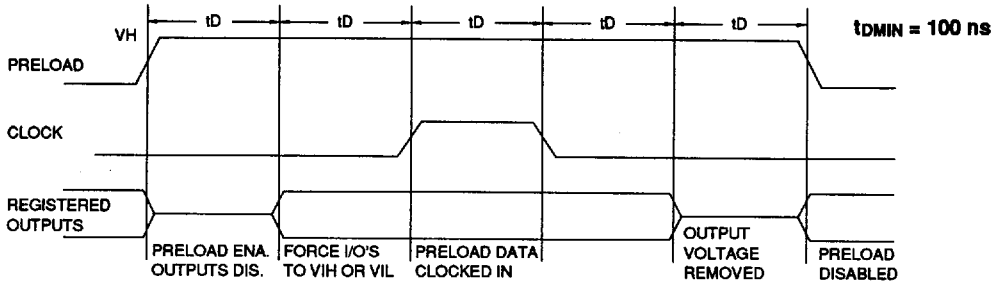 tD tD tD tD tD
tDMIN = 100 ns
VH
PRELOAD
CLOCK
REGISTERED
OUTPUTS
PRELOAD ENA.
OUTPUTS DIS.
FORCE I/O'S
TO VIH OR VIL
PRELOAD DATA
CLOCKED IN
OUTPUT
VOLTAGE
REMOVED
PRELOAD
DISABLED